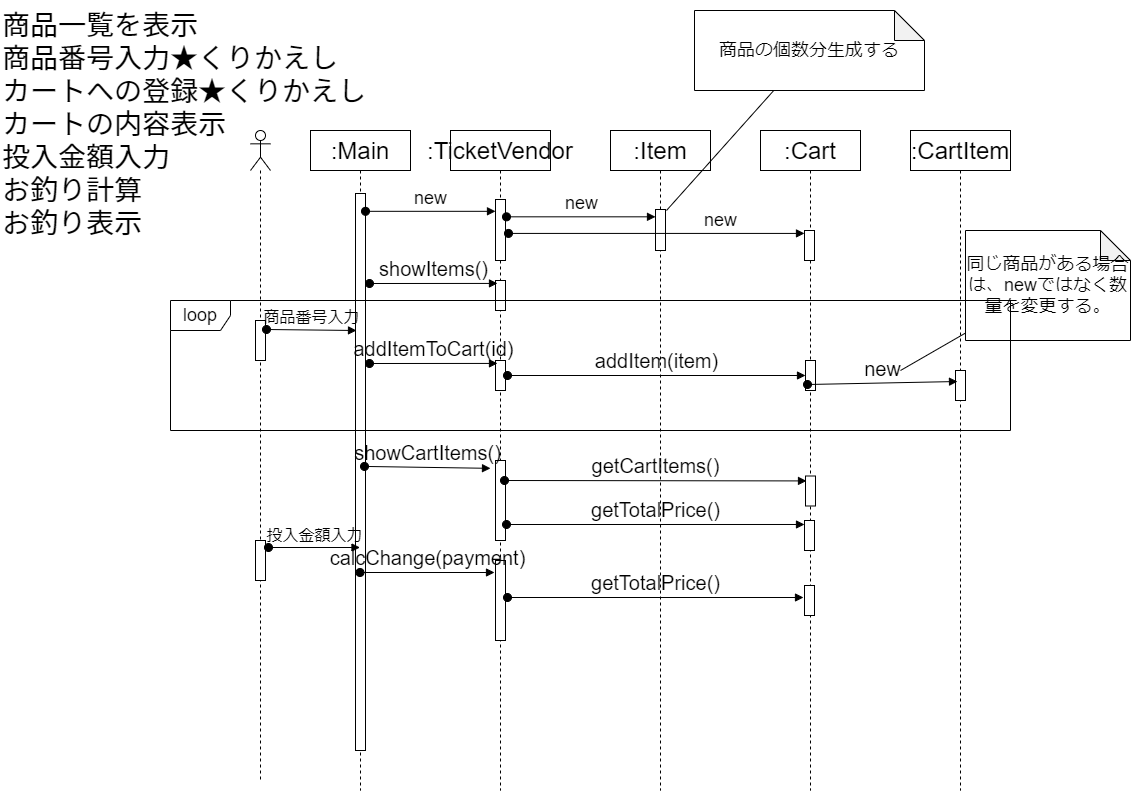 商品一覧を表示
商品番号入力★くりかえし
カートへの登録★くりかえし
カートの内容表示
投入金額入力
お釣り計算
お釣り表示
商品の個数分生成する
:Main
:TicketVendor
:Item
:Cart
:CartItem
new
new
new
同じ商品がある場合
は、newではなく数
量を変更する。
showItems()
loop
商品番号入力
addItemToCart(id)
addItem(item)
new
showCartItems()
getCartItems()
getTotalPrice()
投入金額入力
calcChange(payment)
getTotalPrice()